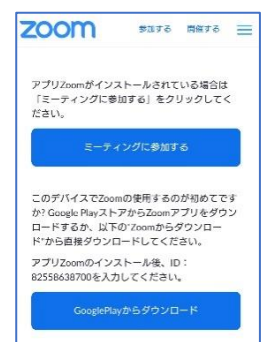 zoom 参加する 開催する
アプリZoomがインストールされている場合は
「ミーティングに参加する」をクリックしてく
ださい。
ミーティングに参加する
このデバイスでZoomの使用するのが初めてです
か? Google PlayストアからZoomアプリをダウン
ロードするか、以下の"Zoomからダウンロー
ド"から直接ダウンロードしてください。
アプリZoomのインストール後、ID：
82558638700を入力してください。
GooglePlayからダウンロード